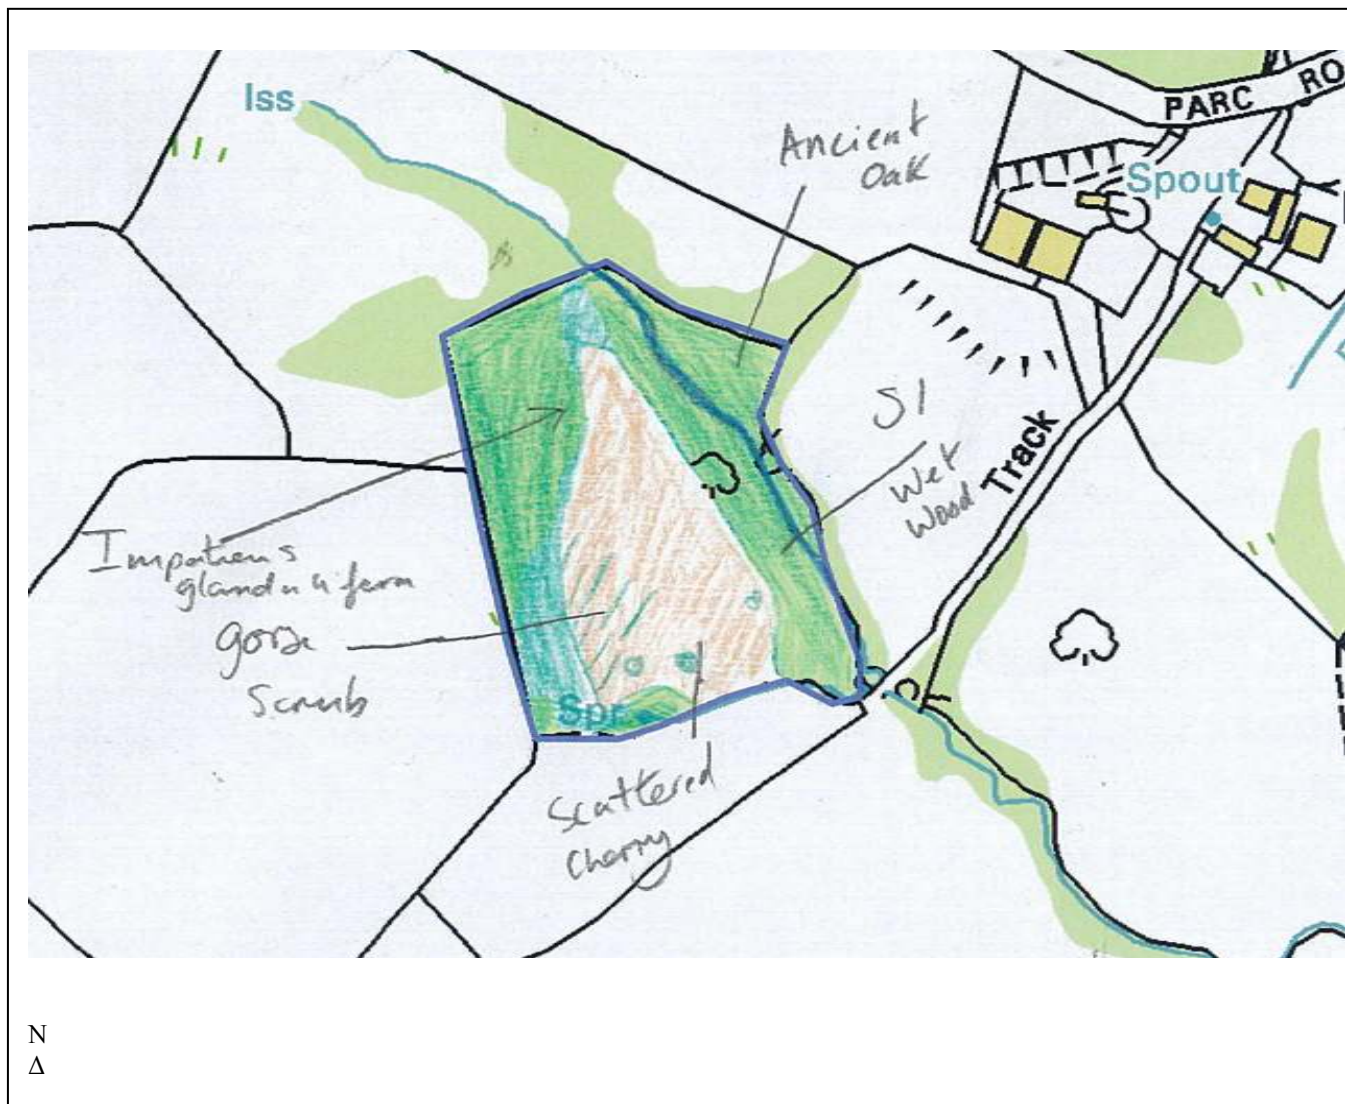 Iss
PARC RO
Spout
Ancient
Oak
S1
Wet
Wood
Track
Impatiens
glandulifera
gorse
Scrub
Spr
Scattered
Cherry
N
Δ